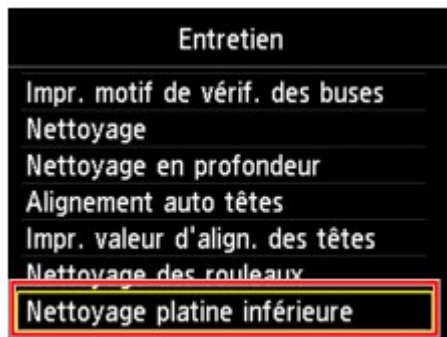 Entretien
Impr. motif de vérif. des buses
Nettoyage
Nettoyage en profondeur
Alignement auto têtes
Impr. valeur d'align. des têtes
Nettoyage des rouleaux
Nettoyage platine inférieure